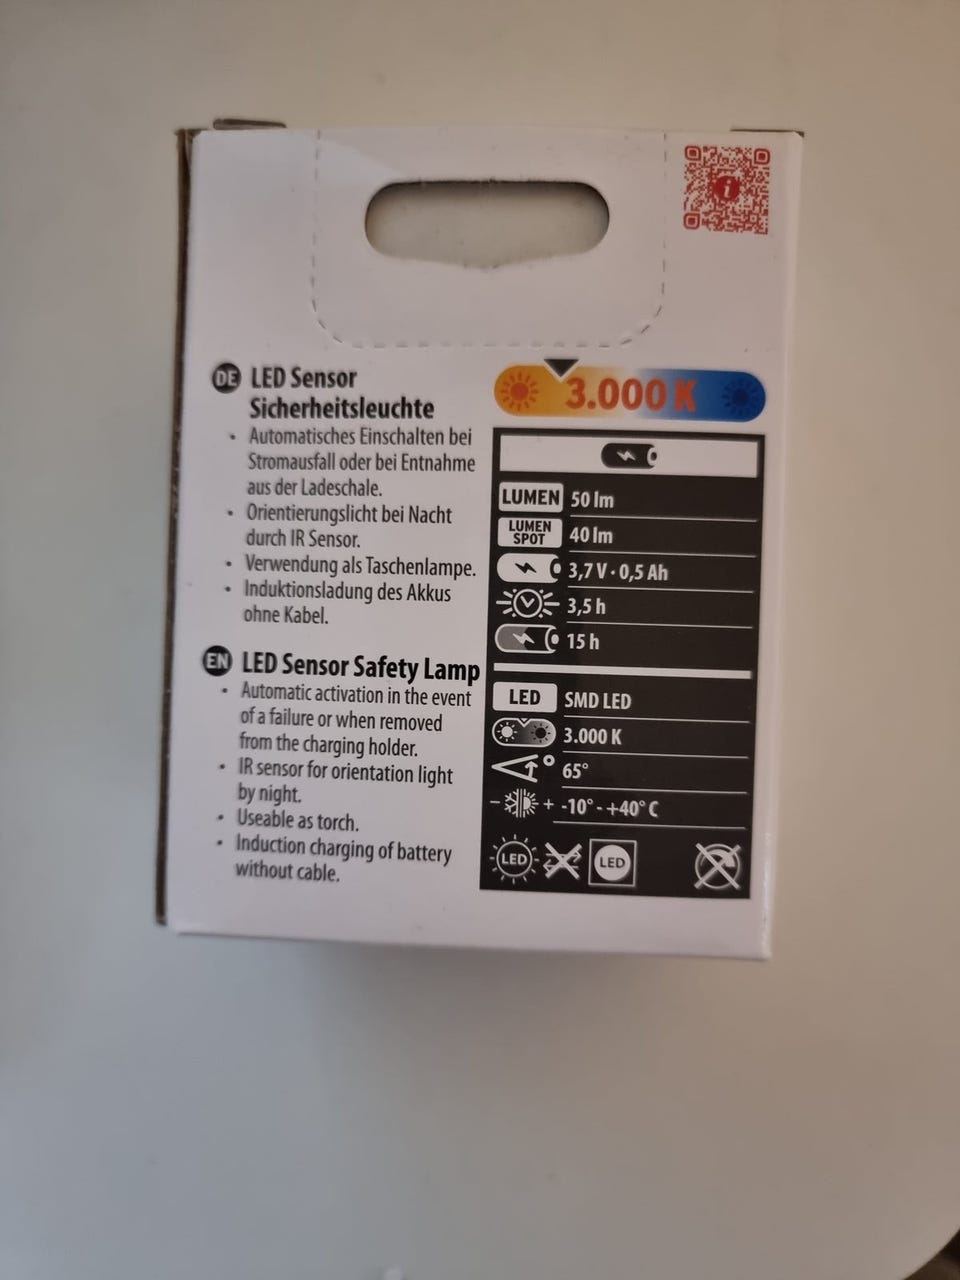 DE LED Sensor
Sicherheitsleuchte
• Automatisches Einschalten bei
Stromausfall oder bei Entnahme
aus der Ladeschale.
• Orientierungslicht bei Nacht
durch IR Sensor.
• Verwendung als Taschenlampe.
• Induktionsladung des Akkus
ohne Kabel.
EN LED Sensor Safety Lamp
• Automatic activation in the event
of a failure or when removed
from the charging holder.
• IR sensor for orientation light
by night.
• Useable as torch.
• Induction charging of battery
without cable.
i
3.000 K
LUMEN 50 lm
LUMEN
SPOT 40 lm
3,7 V · 0,5 Ah
3,5 h
15 h
LED SMD LED
3.000 K
65°
- + -10° - +40° C
LED LED